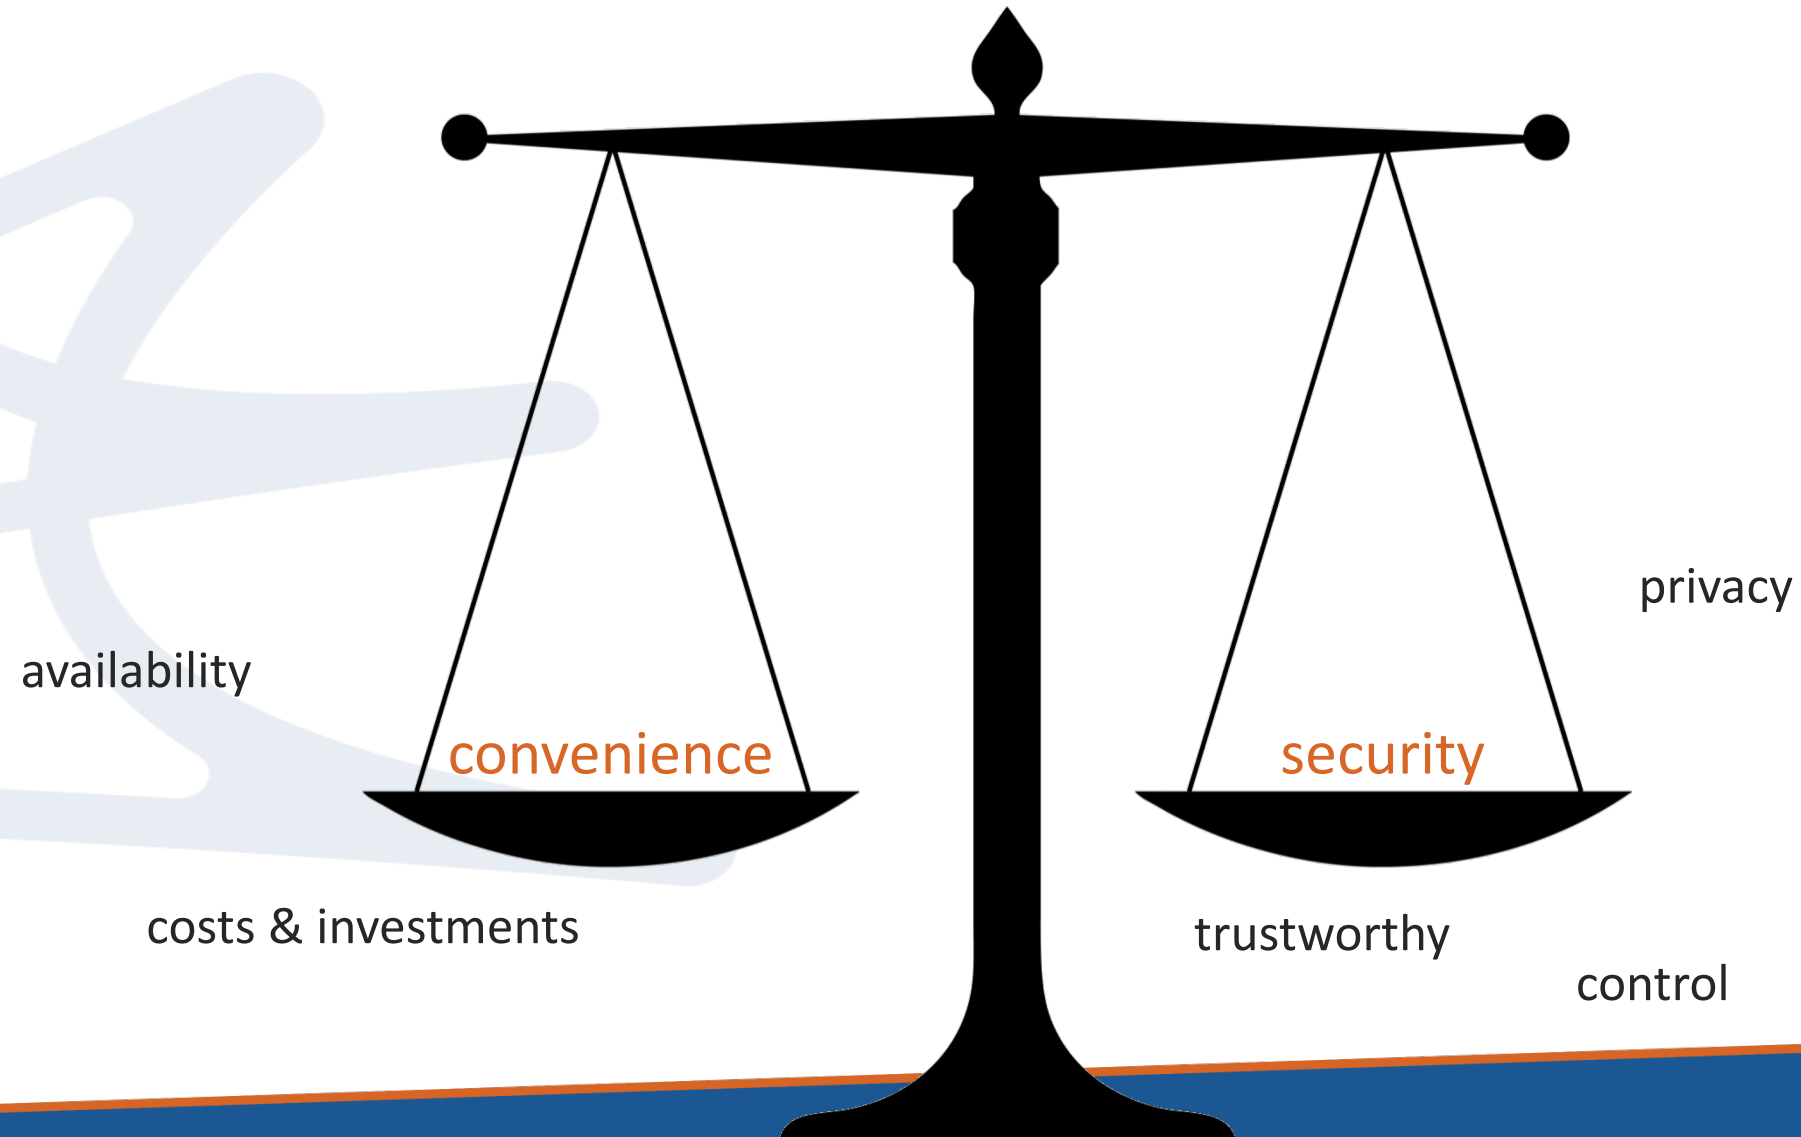 privacy
availability
convenience
security
costs & investments
trustworthy
control